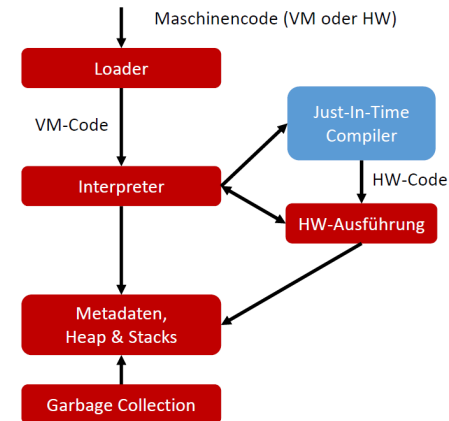 Maschinencode (VM oder HW)
Loader
VM-Code
Just-In-Time
Compiler
Interpreter
HW-Code
HW-Ausführung
Metadaten,
Heap & Stacks
Garbage Collection